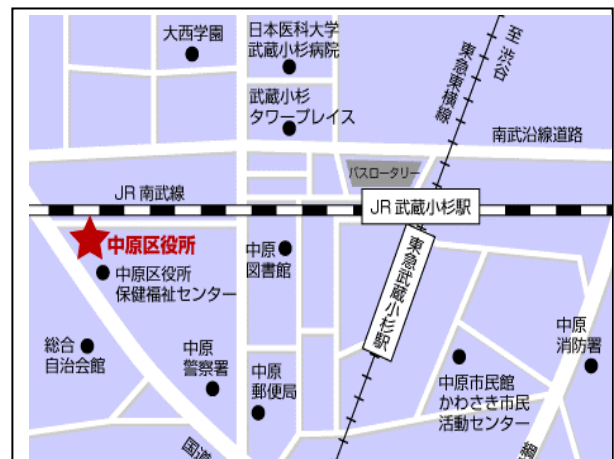 大西学園
日本医科大学
武蔵小杉病院
至 渋谷
東急東横線
武蔵小杉
タワープレイス
南武沿線道路
バスロータリー
JR 南武線
JR 武蔵小杉駅
中原区役所
中原
図書館
東急武蔵小杉駅
中原区役所
保健福祉センター
総合
自治会館
中原
警察署
中原
郵便局
中原
消防署
中原市民館
かわさき市民
活動センター
国道
綱